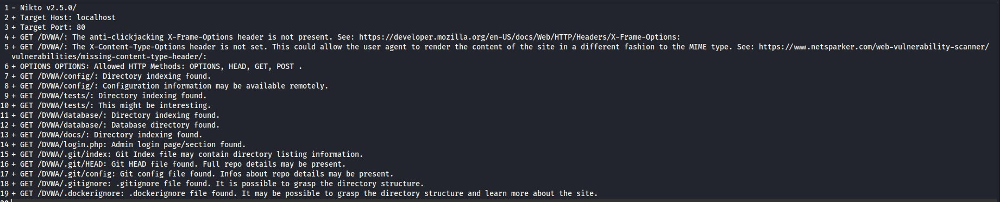 1 - Nikto v2.5.0/
2 + Target Host: localhost
3 + Target Port: 80
4 + GET /DVWA/: The anti-clickjacking X-Frame-Options header is not present. See: https://developer.mozilla.org/en-US/docs/Web/HTTP/Headers/X-Frame-Options:
5 + GET /DVWA/: The X-Content-Type-Options header is not set. This could allow the user agent to render the content of the site in a different fashion to the MIME type. See: https://www.netsparker.com/web-vulnerability-scanner/
vulnerabilities/missing-content-type-header/:
6 + OPTIONS OPTIONS: Allowed HTTP Methods: OPTIONS, HEAD, GET, POST .
7 + GET /DVWA/config/: Directory indexing found.
8 + GET /DVWA/config/: Configuration information may be available remotely.
9 + GET /DVWA/tests/: Directory indexing found.
10 + GET /DVWA/tests/: This might be interesting.
11 + GET /DVWA/database/: Directory indexing found.
12 + GET /DVWA/database/: Database directory found.
13 + GET /DVWA/docs/: Directory indexing found.
14 + GET /DVWA/login.php: Admin login page/section found.
15 + GET /DVWA/.git/index: Git Index file may contain directory listing information.
16 + GET /DVWA/.git/HEAD: Git HEAD file found. Full repo details may be present.
17 + GET /DVWA/.git/config: Git config file found. Infos about repo details may be present.
18 + GET /DVWA/.gitignore: .gitignore file found. It is possible to grasp the directory structure.
19 + GET /DVWA/.dockerignore: .dockerignore file found. It may be possible to grasp the directory structure and learn more about the site.